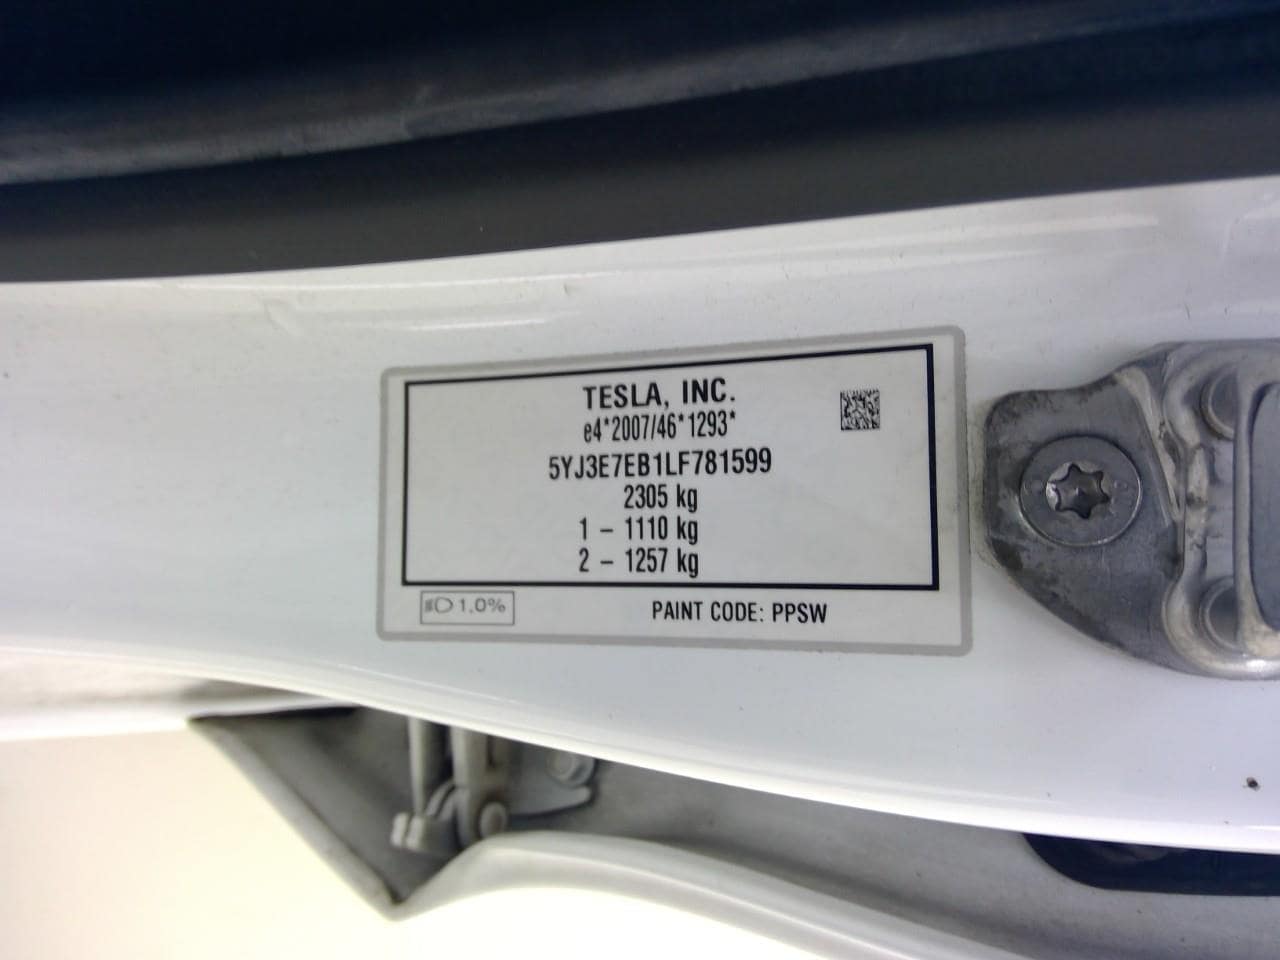 TESLA, INC.
e4*2007/46*1293*
5YJ3E7EB1LF781599
2305 kg
1 – 1110 kg
2 – 1257 kg
1.0%
PAINT CODE: PPSW